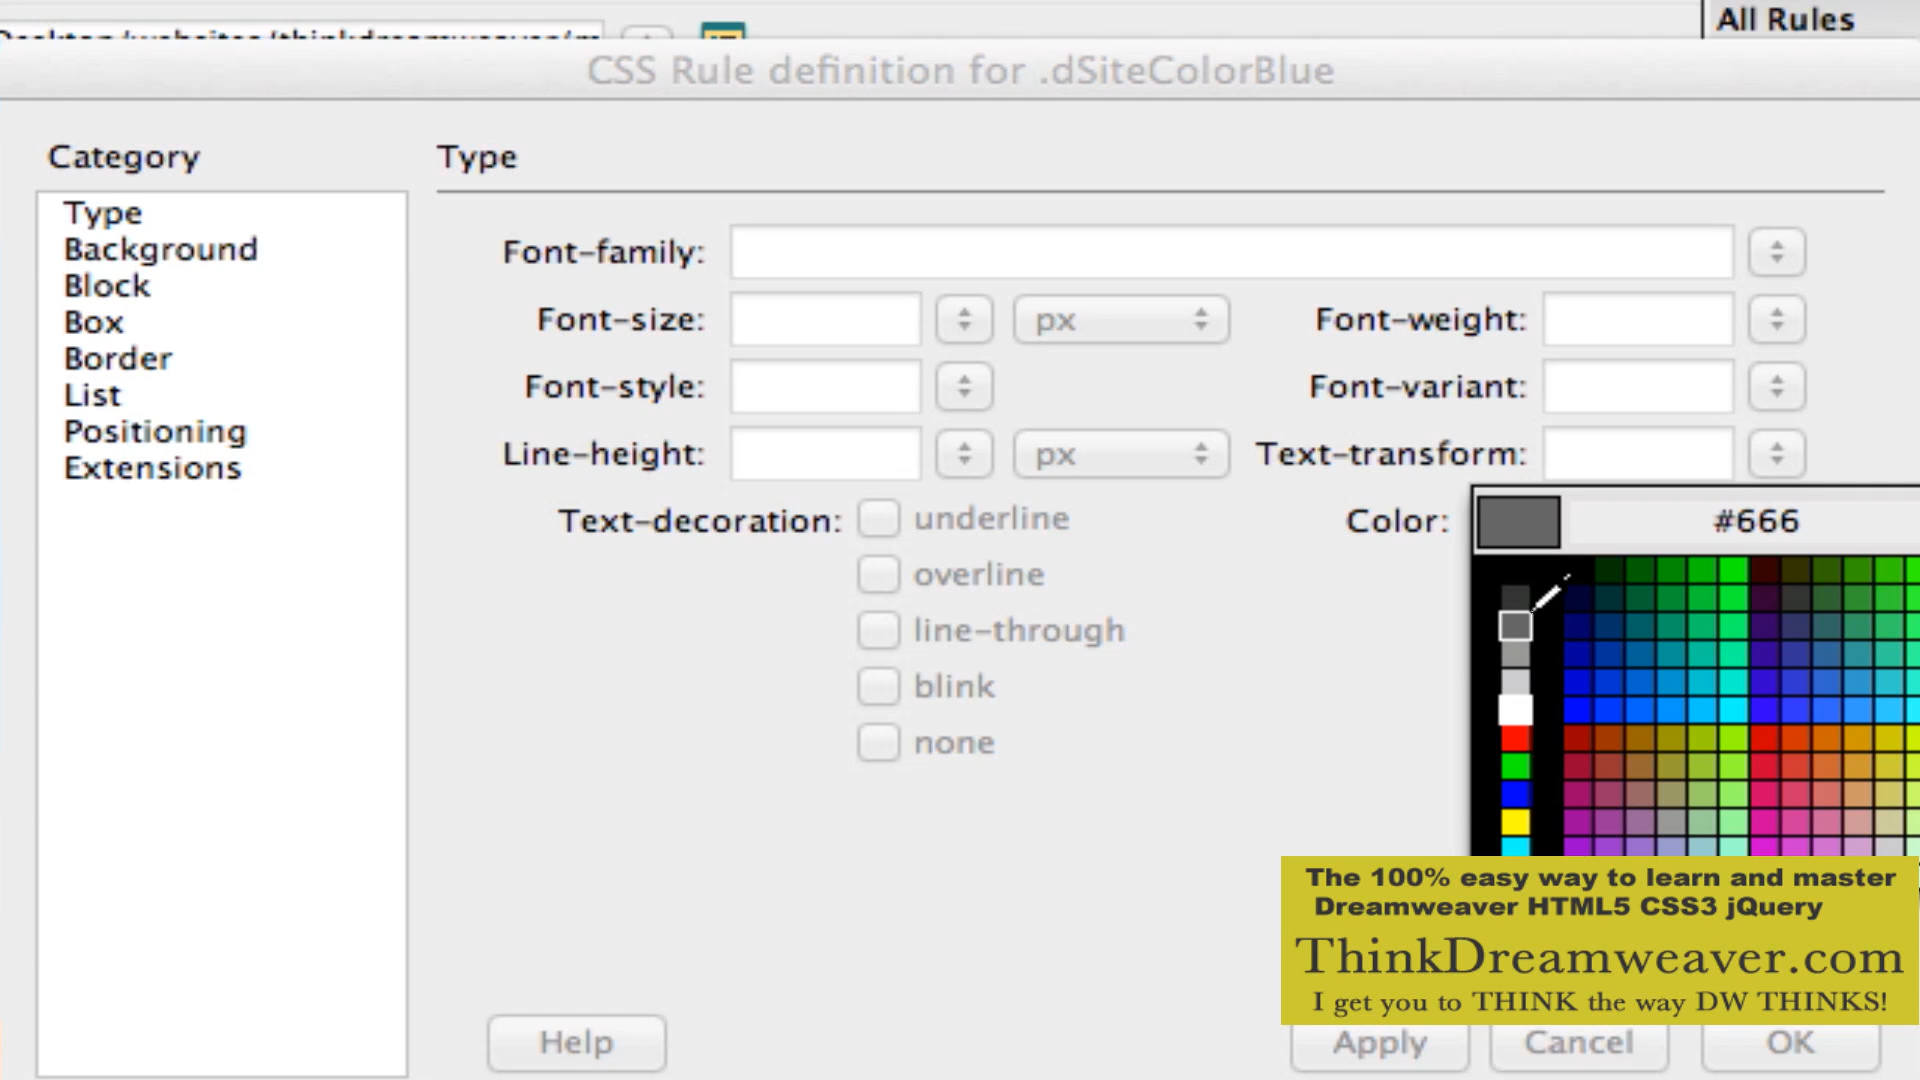 All Rules
CSS Rule definition for .dSiteColorBlue
Category
Type
Type
Background
Block
Box
Border
List
Positioning
Extensions
Font-family:
Font-size:
px
Font-weight:
Font-style:
Font-variant:
Line-height:
px
Text-transform:
Text-decoration:
underline
overline
line-through
blink
none
Color:
#666
The 100% easy way to learn and master
Dreamweaver HTML5 CSS3 jQuery
ThinkDreamweaver.com
I get you to THINK the way DW THINKS!
Help
Apply
Cancel
OK